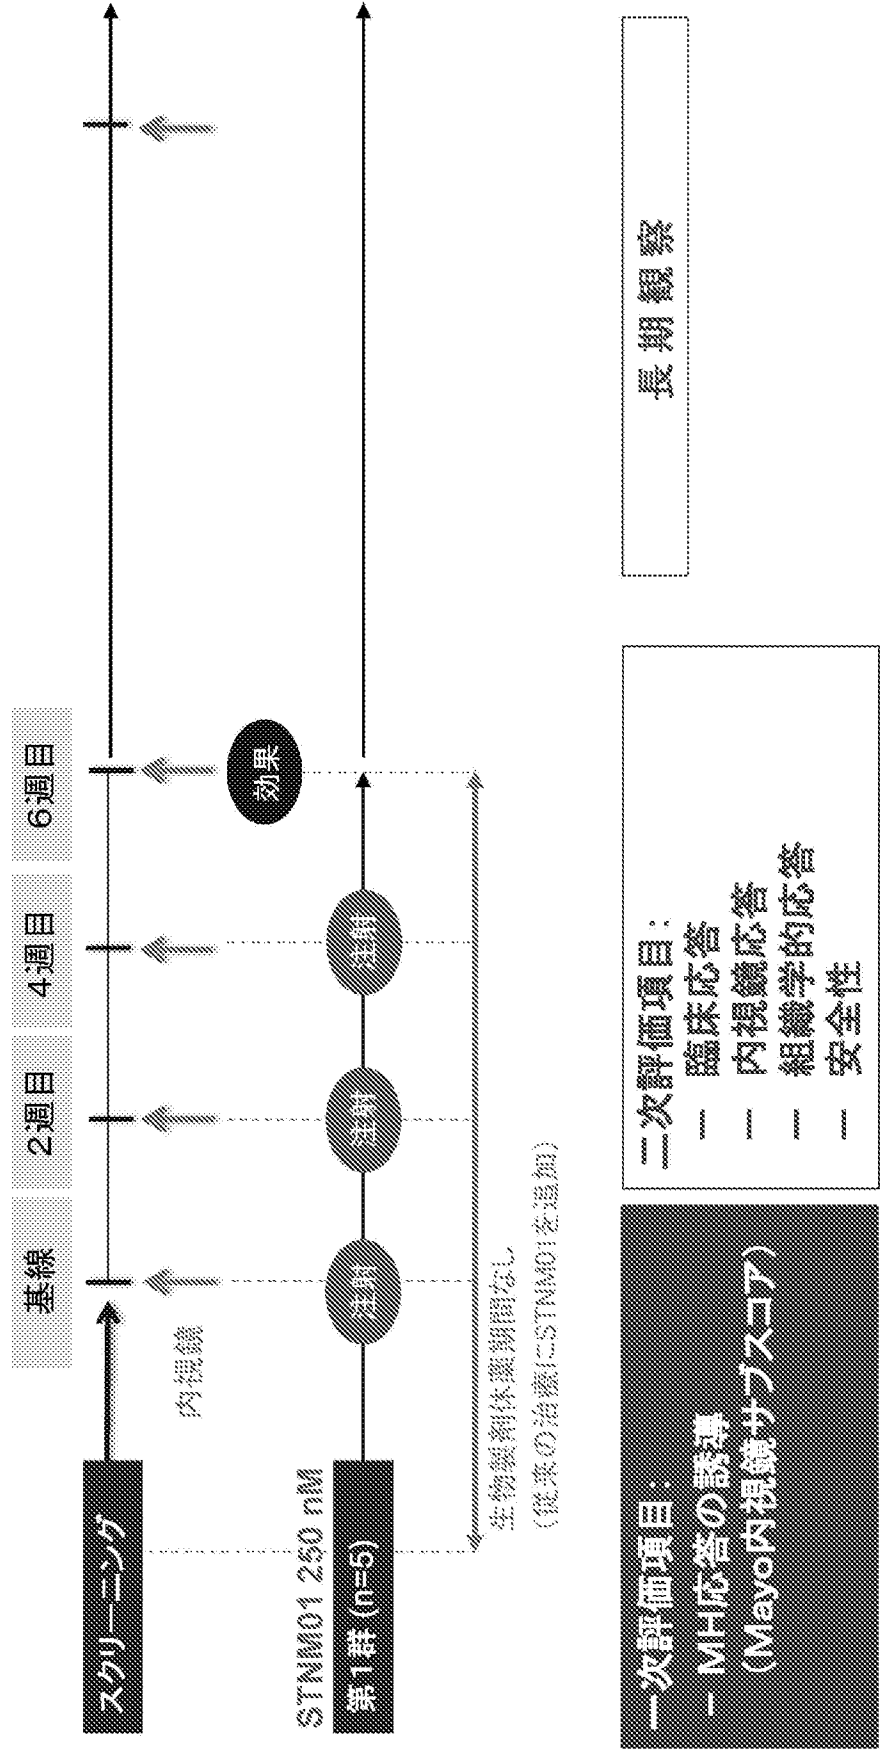 基線
2週目
4週目
6週目
スクリーニング
内視鏡
効果
STNM01 250 nM
第1群 (n=5)
注射
注射
注射
生物製剤休薬期間なし
(従来の治療にSTNM01を追加)
一次評価項目:
– MH応答の誘導
(Mayo内視鏡サブスコア)
二次評価項目:
– 臨床応答
– 内視鏡応答
– 組織学的応答
– 安全性
長期観察